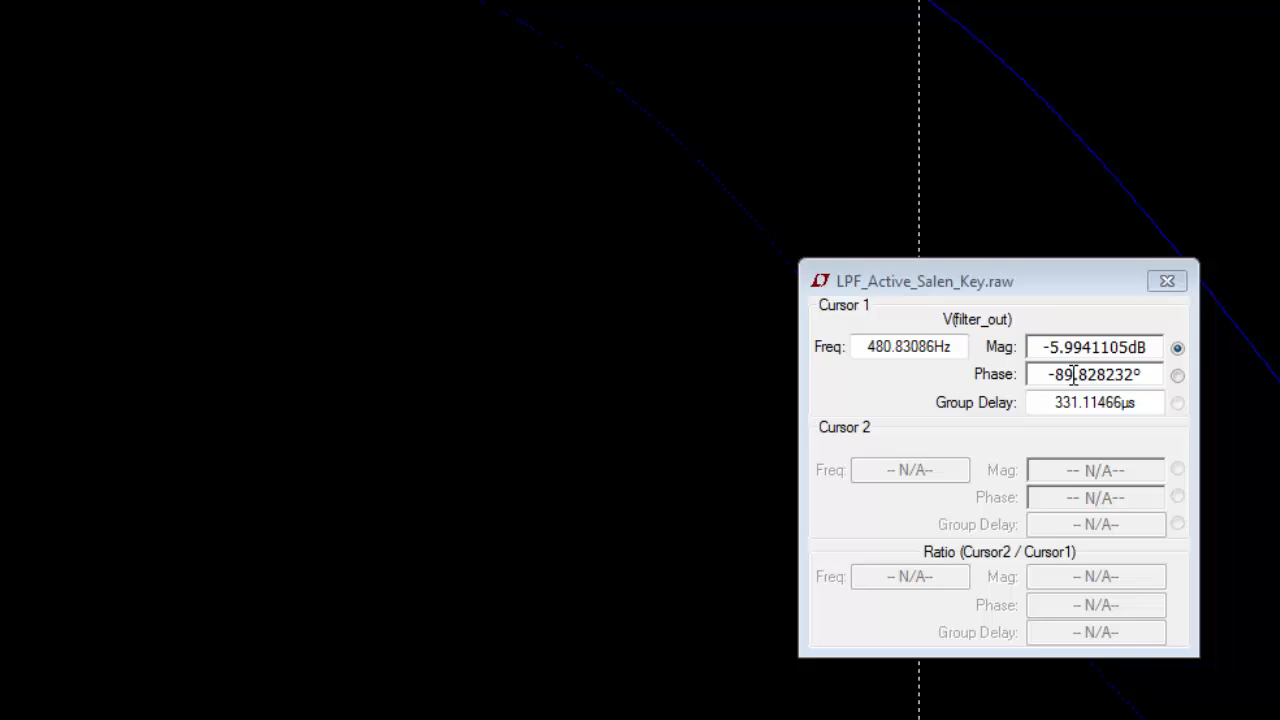 LPF_Active_Salen_Key.raw
Cursor 1
V(filter_out)
Freq: 480.83086Hz Mag: -5.9941105dB
Phase: -89.828232º
Group Delay: 331.11466µs
Cursor 2
Freq: -- N/A-- Mag: -- N/A--
Phase: -- N/A--
Group Delay: -- N/A--
Ratio (Cursor2 / Cursor1)
Freq: -- N/A-- Mag: -- N/A--
Phase: -- N/A--
Group Delay: -- N/A--